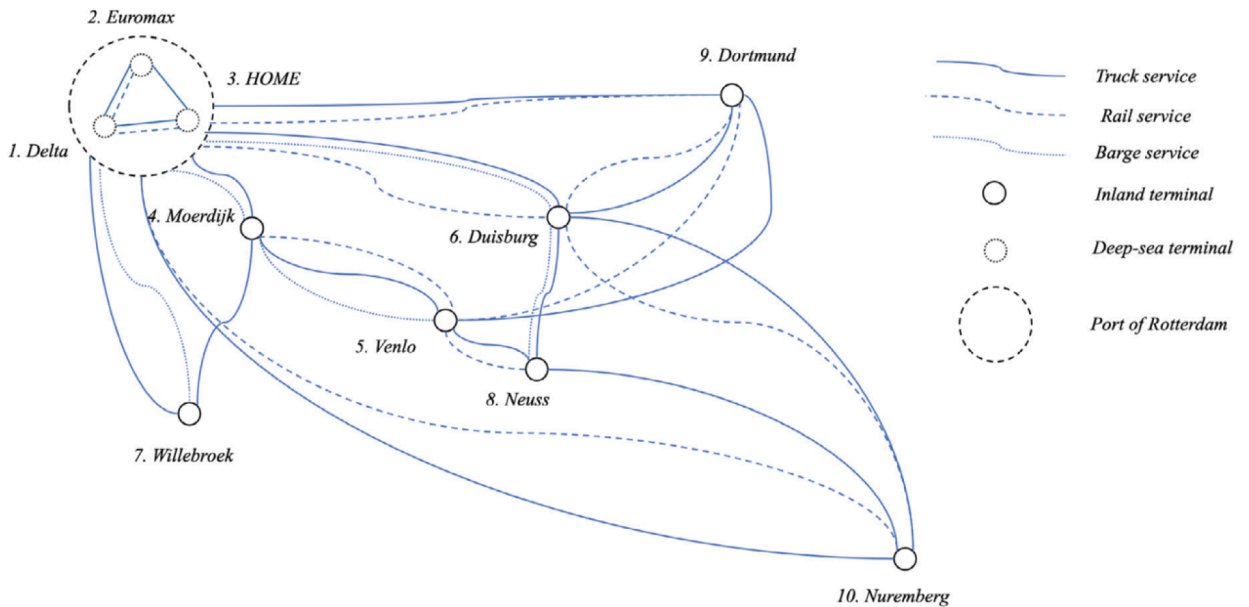 2. Euromax
3. HOME
1. Delta
4. Moerdijk
5. Venlo
6. Duisburg
7. Willebroek
8. Neuss
9. Dortmund
10. Nuremberg
Truck service
Rail service
Barge service
Inland terminal
Deep-sea terminal
Port of Rotterdam